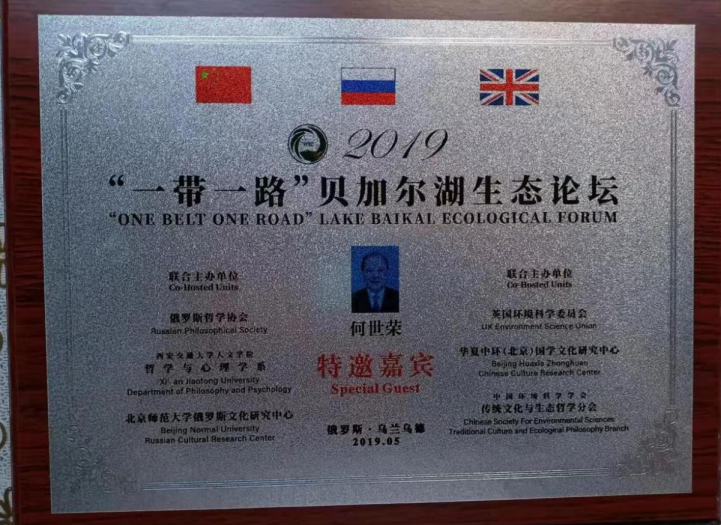 2019
“一带一路”贝加尔湖生态论坛
“ONE BELT ONE ROAD” LAKE BAIKAL ECOLOGICAL FORUM
联合主办单位
Co-Hosted Units
俄罗斯哲学协会
Russian Philosophical Society
西安交通大学人文学院
哲学与心理学系
Xi'an Jiaotong University
Department of Philosophy and Psychology
北京师范大学俄罗斯文化研究中心
Beijing Normal University
Russian Cultural Research Center
何世荣
特邀嘉宾
Special Guest
俄罗斯·乌兰乌德
2019.05
联合主办单位
Co-Hosted Units
英国环境科学委员会
UK Environment Science Union
华夏中环（北京）国学文化研究中心
Beijing Huaxia Zhonghuan
Chinese Culture Research Center
中国环境科学学会
传统文化与生态哲学分会
Chinese Society For Environmental Sciences
Traditional Culture and Ecological Philosophy Branch